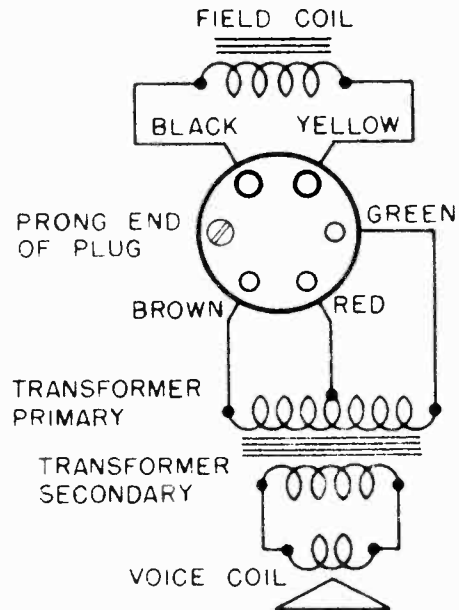 FIELD COIL
BLACK
YELLOW
PRONG END
OF PLUG
GREEN
BROWN
RED
TRANSFORMER
PRIMARY
TRANSFORMER
SECONDARY
VOICE COIL